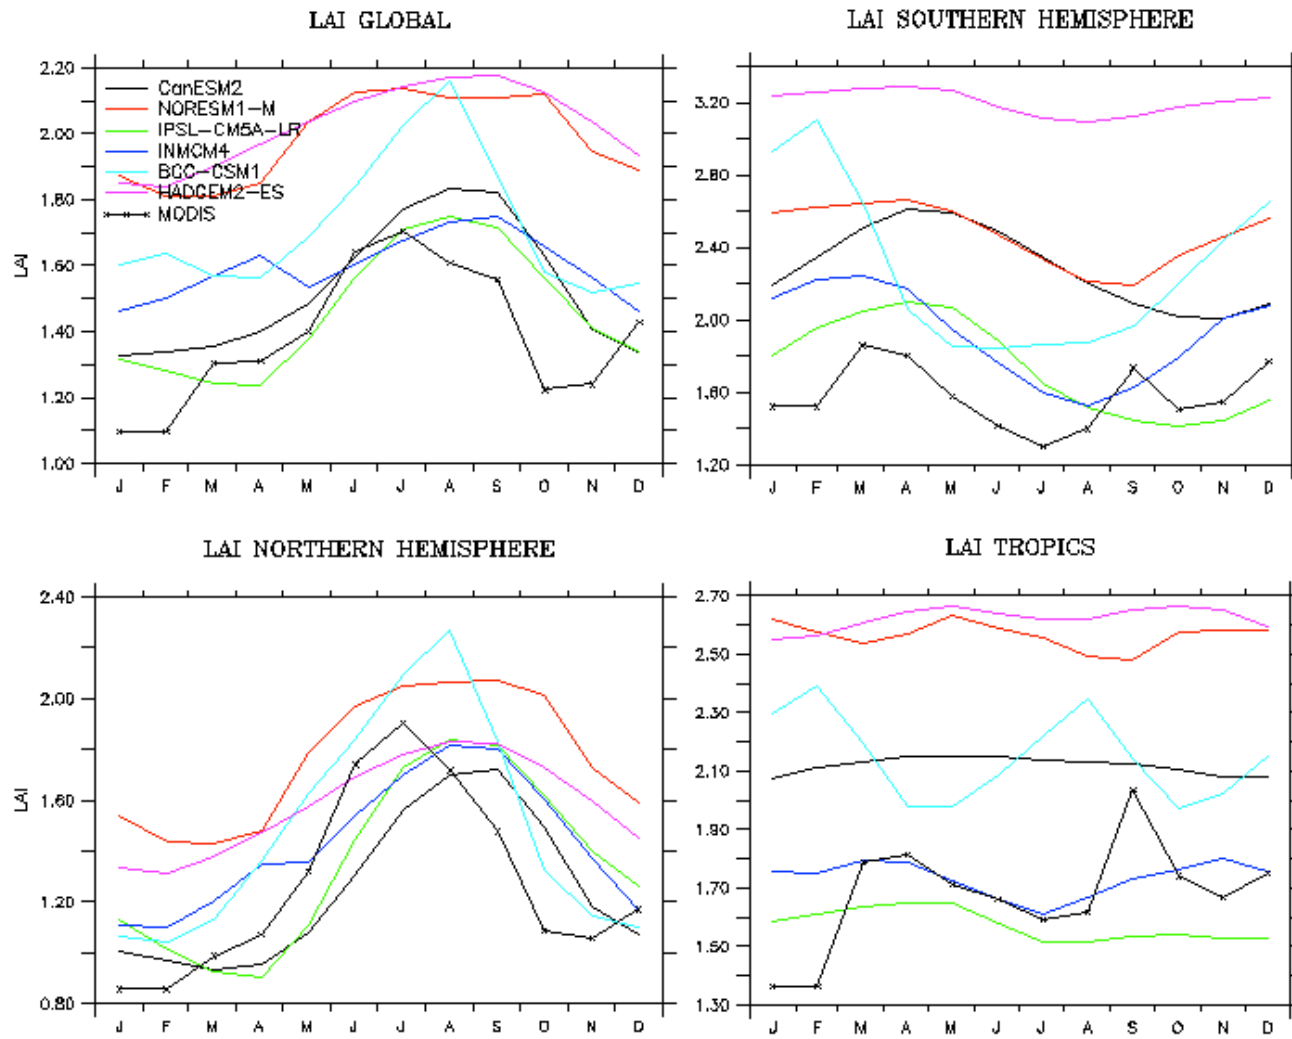 LAI GLOBAL
2.20
2.00
1.80
1.60
1.40
1.20
1.00
LAI
CanESM2
NORESM1-M
IPSL-CM5A-LR
INMCM4
BCC-CSM1
HADGEM2-ES
MODIS
J F M A M J J A S O N D
LAI SOUTHERN HEMISPHERE
3.20
2.80
2.40
2.00
1.60
1.20
J F M A M J J A S O N D
LAI NORTHERN HEMISPHERE
2.40
2.00
1.60
1.20
0.80
LAI
J F M A M J J A S O N D
LAI TROPICS
2.70
2.50
2.30
2.10
1.90
1.70
1.50
1.30
J F M A M J J A S O N D